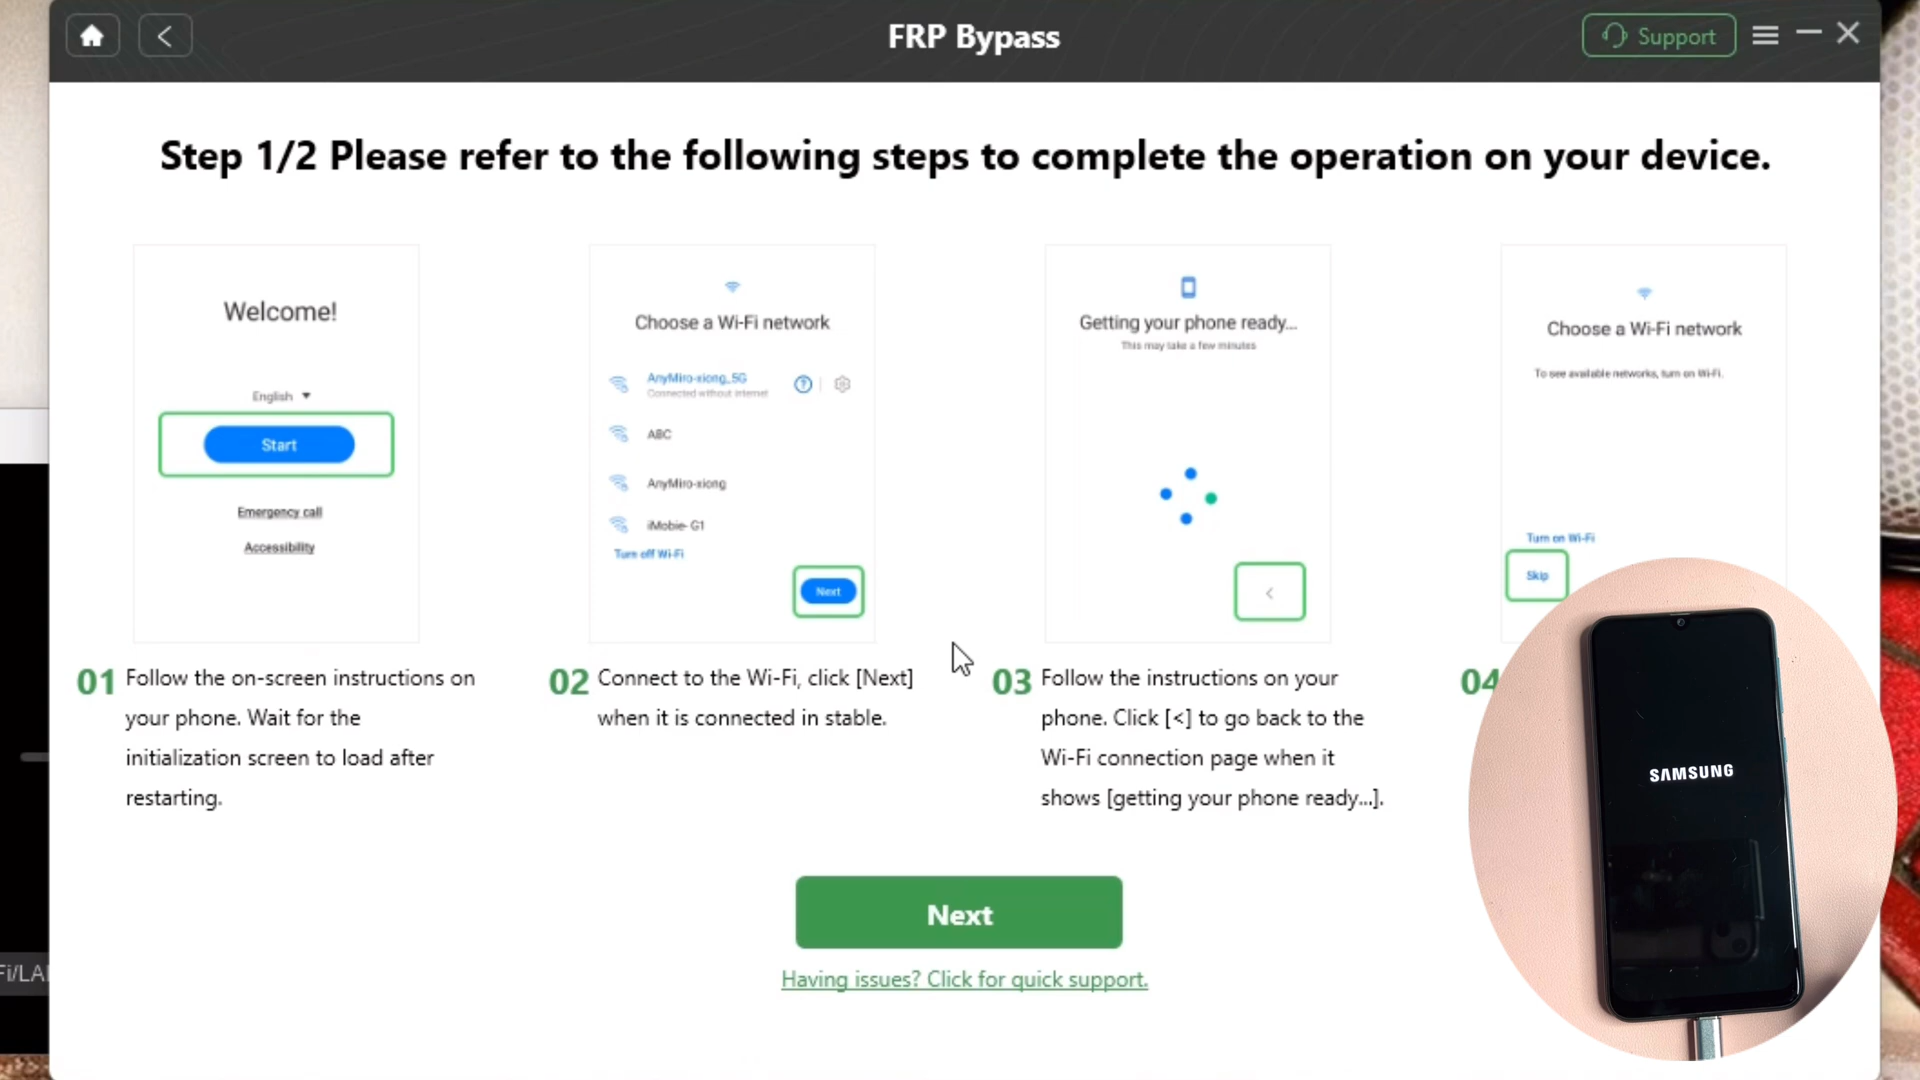 FRP Bypass
Support
Step 1/2 Please refer to the following steps to complete the operation on your device.
Welcome!
English
Start
Emergency call
Accessibility
Choose a Wi-Fi network
AnyMiro-xiong_5G
Connected without internet
ABC
AnyMiro-xiong
iMobie-G1
Turn off Wi-Fi
Next
Getting your phone ready...
This may take a few minutes
<
Choose a Wi-Fi network
To see available networks, turn on Wi-Fi.
Turn on Wi-Fi
Skip
01 Follow the on-screen instructions on
your phone. Wait for the
initialization screen to load after
restarting.
02 Connect to the Wi-Fi, click [Next]
when it is connected in stable.
03 Follow the instructions on your
phone. Click [<] to go back to the
Wi-Fi connection page when it
shows [getting your phone ready...].
04
SAMSUNG
Next
Having issues? Click for quick support.
Fi/LA